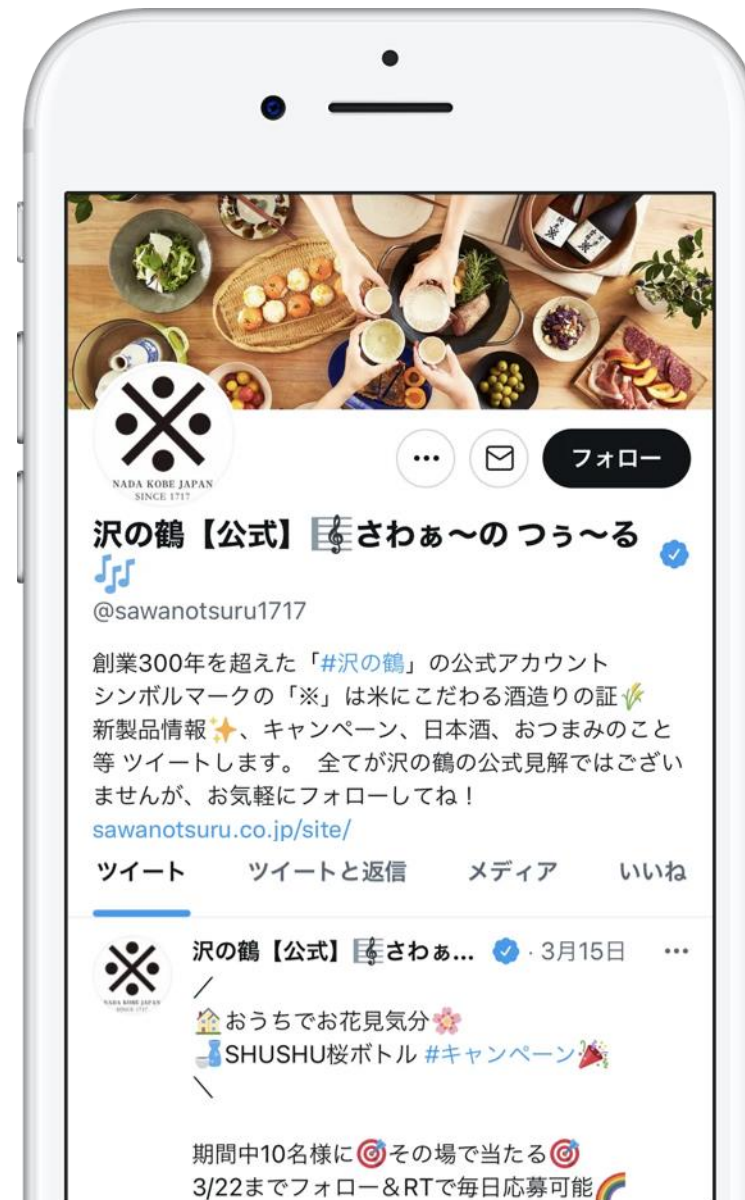 NADA KOBE JAPAN
SINCE 1717
フォロー
沢の鶴【公式】🎼さわぁ～の つぅ～る
🎶
@sawanotsuru1717
創業300年を超えた「#沢の鶴」の公式アカウント
シンボルマークの「※」は米にこだわる酒造りの証🌾
新製品情報✨、キャンペーン、日本酒、おつまみのこと
等 ツイートします。 全てが沢の鶴の公式見解ではござい
ませんが、お気軽にフォローしてね！
sawanotsuru.co.jp/site/
ツイート ツイートと返信 メディア いいね
沢の鶴【公式】🎼さわぁ... · 3月15日
NADA KOBE JAPAN
SINCE 1717
／
🏠おうちでお花見気分🌸
🍶SHUSHU桜ボトル #キャンペーン🎉
＼
期間中10名様に🎯その場で当たる🎯
3/22までフォロー＆RTで毎日応募可能🌈